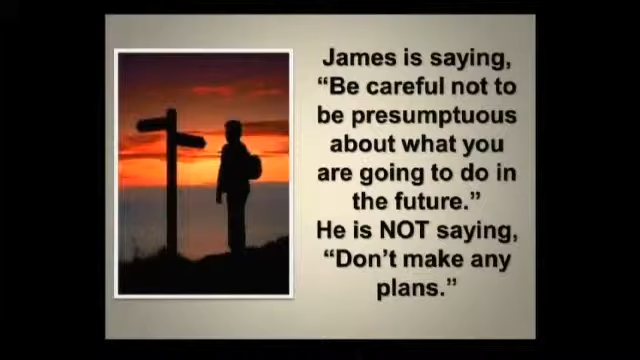 James is saying,
“Be careful not to
be presumptuous
about what you
are going to do in
the future.”
He is NOT saying,
“Don’t make any
plans.”